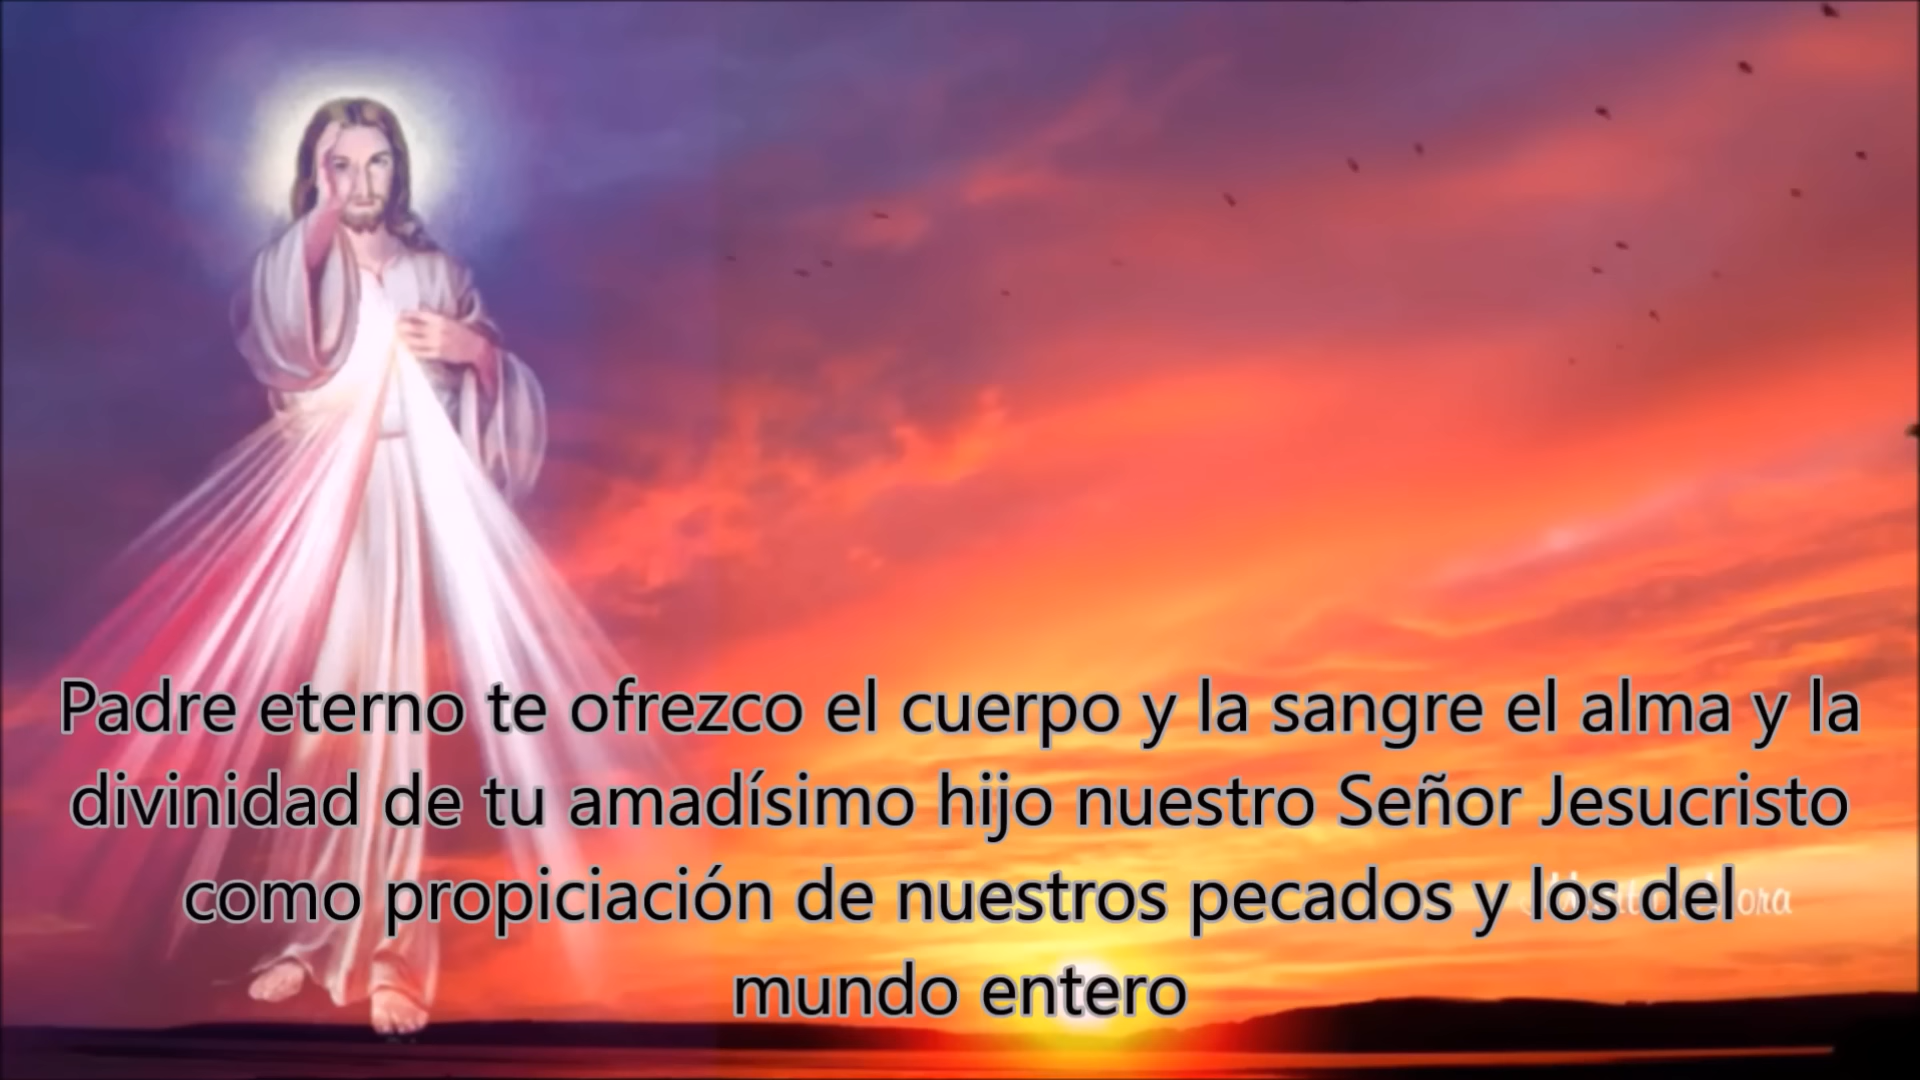 Padre eterno te ofrezco el cuerpo y la sangre el alma y la
divinidad de tu amadísimo hijo nuestro Señor Jesucristo
como propiciación de nuestros pecados y los del
mundo entero